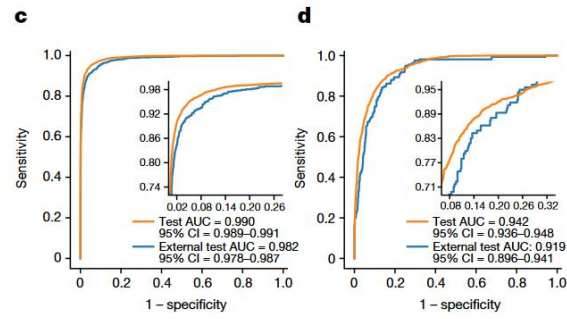 c
Sensitivity
1.0
0.8
0.6
0.4
0.2
0
0.98
0.92
0.86
0.80
0.74
0.02 0.08 0.14 0.20 0.26
Test AUC = 0.990
95% CI = 0.989–0.991
External test AUC = 0.982
95% CI = 0.978–0.987
0 0.2 0.4 0.6 0.8 1.0
1 – specificity
d
Sensitivity
1.0
0.8
0.6
0.4
0.2
0
0.95
0.89
0.83
0.77
0.71
0.08 0.14 0.20 0.26 0.32
Test AUC = 0.942
95% CI = 0.936–0.948
External test AUC: 0.919
95% CI = 0.896–0.941
0 0.2 0.4 0.6 0.8 1.0
1 – specificity